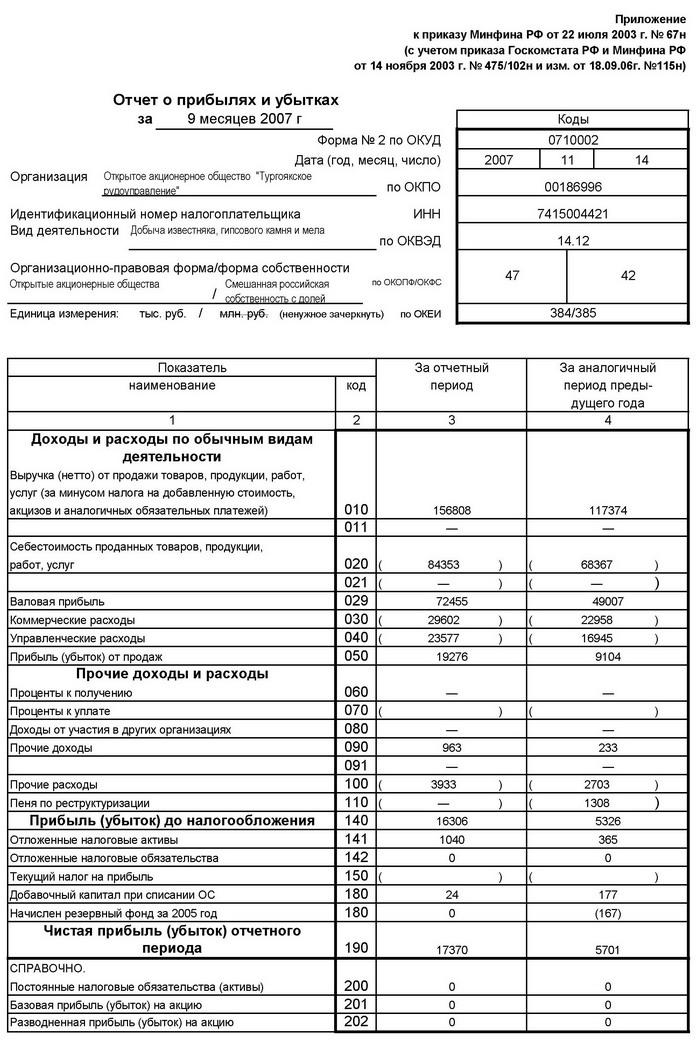 Приложение
к приказу Минфина РФ от 22 июля 2003 г. № 67н
(с учетом приказа Госкомстата РФ и Минфина РФ
от 14 ноября 2003 г. № 475/102н и изм. от 18.09.06г. №115н)
Отчет о прибылях и убытках
за 9 месяцев 2007 г
Коды
Форма № 2 по ОКУД 0710002
Дата (год, месяц, число) 2007 11 14
Организация Открытое акционерное общество "Тургоякское
рудоуправление" по ОКПО 00186996
Идентификационный номер налогоплательщика ИНН 7415004421
Вид деятельности Добыча известняка, гипсового камня и мела
по ОКВЭД 14.12
Организационно-правовая форма/форма собственности 47 42
Открытые акционерные общества / Смешанная российская по ОКОПФ/ОКФС
собственность с долей
Единица измерения: тыс. руб. / млн. руб. (ненужное зачеркнуть) по ОКЕИ 384/385
Показатель За отчетный За аналогичный
наименование код период период преды-
дущего года
1 2 3 4
Доходы и расходы по обычным видам
деятельности
Выручка (нетто) от продажи товаров, продукции, работ,
услуг (за минусом налога на добавленную стоимость,
акцизов и аналогичных обязательных платежей) 010 156808 117374
011 — —
Себестоимость проданных товаров, продукции,
работ, услуг 020 ( 84353 ) ( 68367 )
021 ( — ) ( — )
Валовая прибыль 029 72455 49007
Коммерческие расходы 030 ( 29602 ) ( 22958 )
Управленческие расходы 040 ( 23577 ) ( 16945 )
Прибыль (убыток) от продаж 050 19276 9104
Прочие доходы и расходы
Проценты к получению 060 — —
Проценты к уплате 070 ( ) ( )
Доходы от участия в других организациях 080 — —
Прочие доходы 090 963 233
091 — —
Прочие расходы 100 ( 3933 ) ( 2703 )
Пеня по реструктуризации 110 ( — ) ( 1308 )
Прибыль (убыток) до налогообложения 140 16306 5326
Отложенные налоговые активы 141 1040 365
Отложенные налоговые обязательства 142 0 0
Текущий налог на прибыль 150 ( ) ( )
Добавочный капитал при списании ОС 180 24 177
Начислен резервный фонд за 2005 год 180 0 (167)
Чистая прибыль (убыток) отчетного
периода 190 17370 5701
СПРАВОЧНО.
Постоянные налоговые обязательства (активы) 200 0 0
Базовая прибыль (убыток) на акцию 201 0 0
Разводненная прибыль (убыток) на акцию 202 0 0